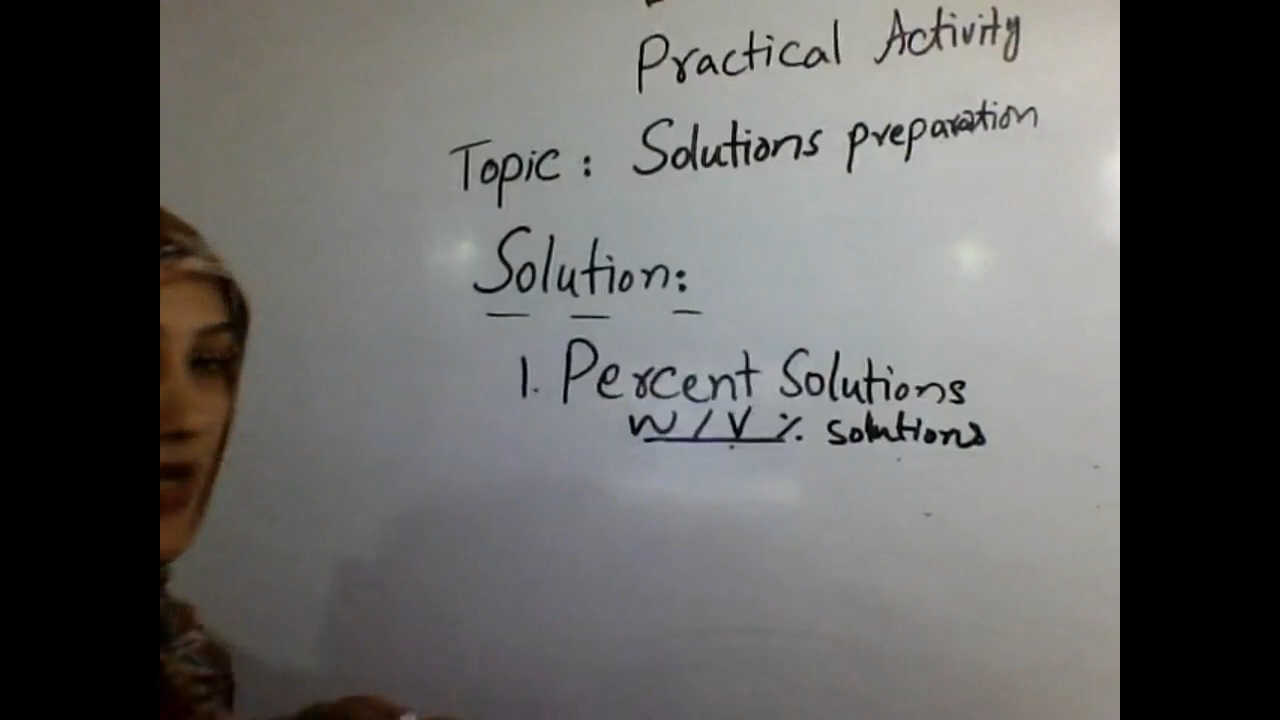 Practical Activity
Topic: Solutions preparation
Solution:
1. Percent Solutions
W/V % solutions